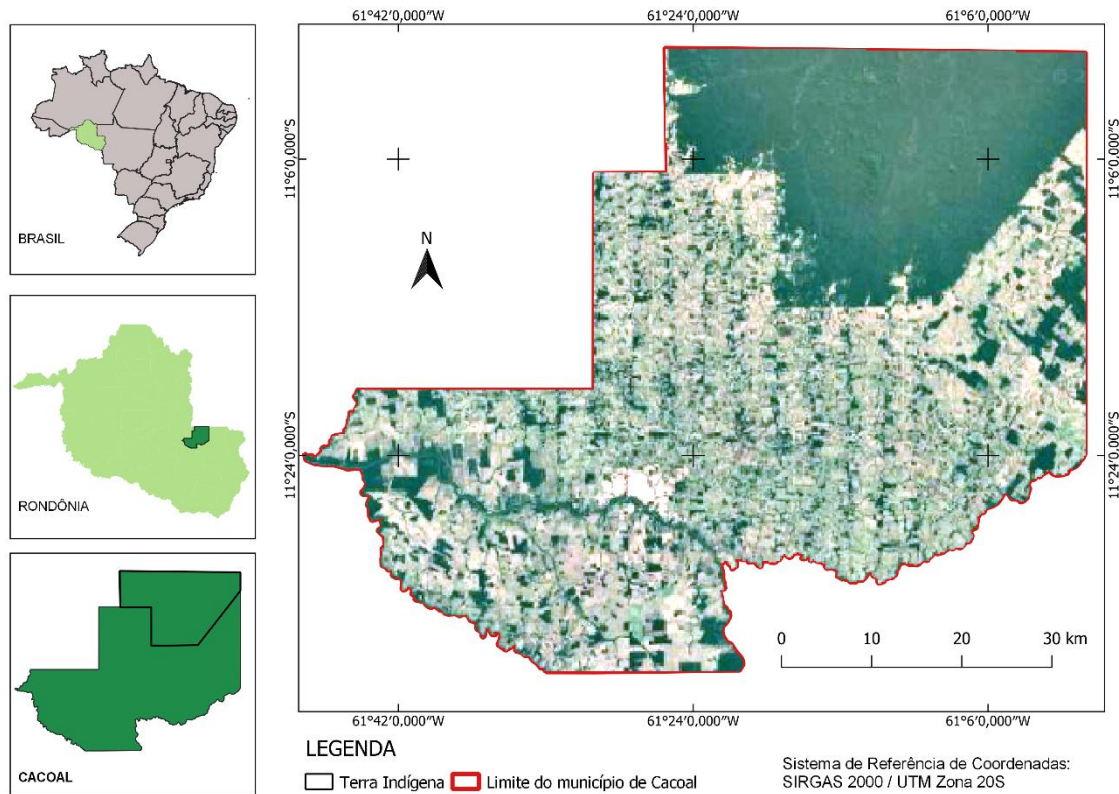 61°42'0,000"W 61°24'0,000"W 61°6'0,000"W
BRASIL
RONDÔNIA
CACOAL
11°6'0,000"S 11°6'0,000"S
N
11°24'0,000"S 11°24'0,000"S
0 10 20 30 km
61°42'0,000"W 61°24'0,000"W 61°6'0,000"W
LEGENDA
Terra Indígena Limite do município de Cacoal
Sistema de Referência de Coordenadas:
SIRGAS 2000 / UTM Zona 20S